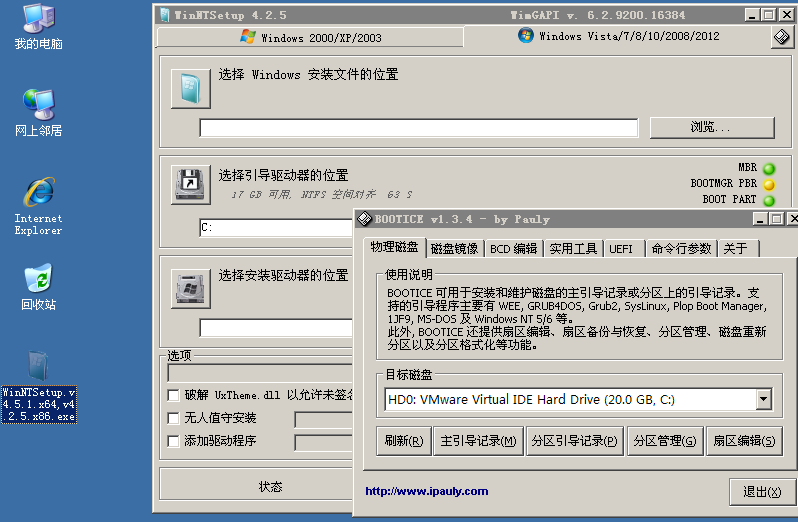 我的电脑
网上邻居
Internet
Explorer
回收站
WinNTSetup.v
4.5.1.x64,v4
.2.5.x86.exe
WinNTSetup 4.2.5
WimGAPI v. 6.2.9200.16384
Windows 2000/XP/2003
Windows Vista/7/8/10/2008/2012
选择 Windows 安装文件的位置
浏览...
选择引导驱动器的位置
17 GB 可用, NTFS 空间对齐 63 S
MBR
BOOTMGR PBR
BOOT PART
C:
选择安装驱动器的位置
选项
破解 UxTheme.dll 以允许未签
无人值守安装
添加驱动程序
状态
BOOTICE v1.3.4 - by Pauly
物理磁盘
磁盘镜像
BCD 编辑
实用工具
UEFI
命令行参数
关于
使用说明
BOOTICE 可用于安装和维护磁盘的主引导记录或分区上的引导记录。支
持的引导程序主要有 WEE, GRUB4DOS, Grub2, SysLinux, Plop Boot Manager,
1JF9, MS-DOS 及 Windows NT 5/6 等。
此外, BOOTICE 还提供扇区编辑、扇区备份与恢复、分区管理、磁盘重新
分区以及分区格式化等功能。
目标磁盘
HD0: VMware Virtual IDE Hard Drive (20.0 GB, C:)
刷新(R)
主引导记录(M)
分区引导记录(P)
分区管理(G)
扇区编辑(S)
http://www.ipauly.com
退出(X)